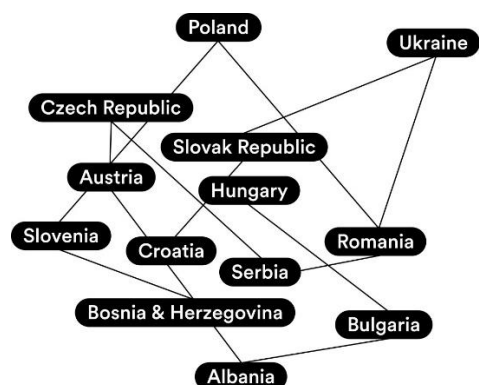 Poland
Ukraine
Czech Republic
Slovak Republic
Austria
Hungary
Slovenia
Croatia
Romania
Serbia
Bosnia & Herzegovina
Bulgaria
Albania